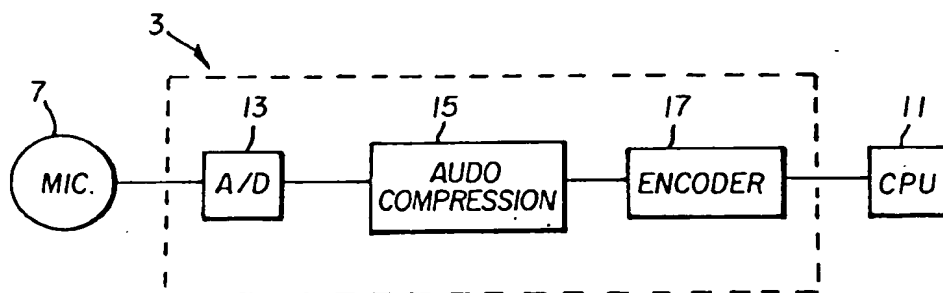 3
7
13
15
17
11
MIC.
A/D
AUDO
COMPRESSION
ENCODER
CPU